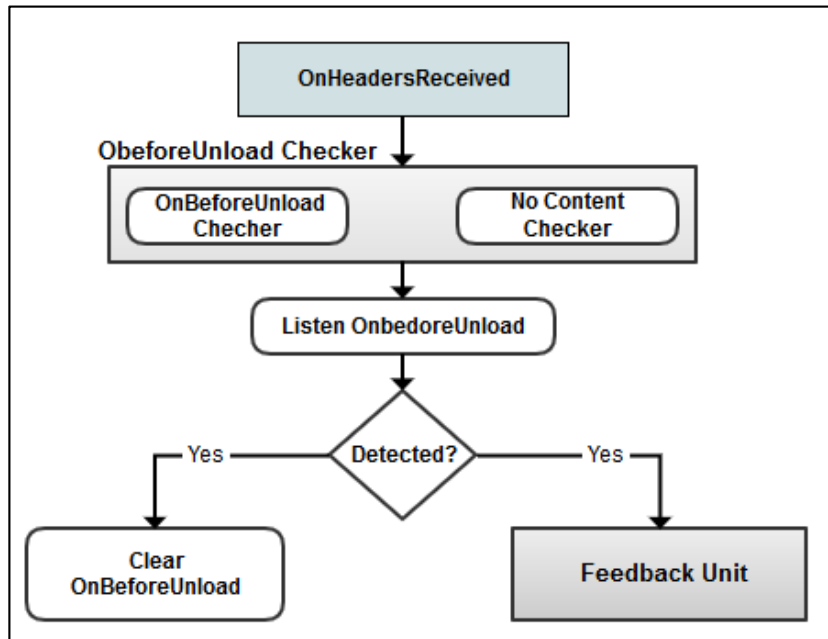 OnHeadersReceived
ObeforeUnload Checker
OnBeforeUnload
Checher
No Content
Checker
Listen OnbedoreUnload
Detected?
Yes
Yes
Clear
OnBeforeUnload
Feedback Unit